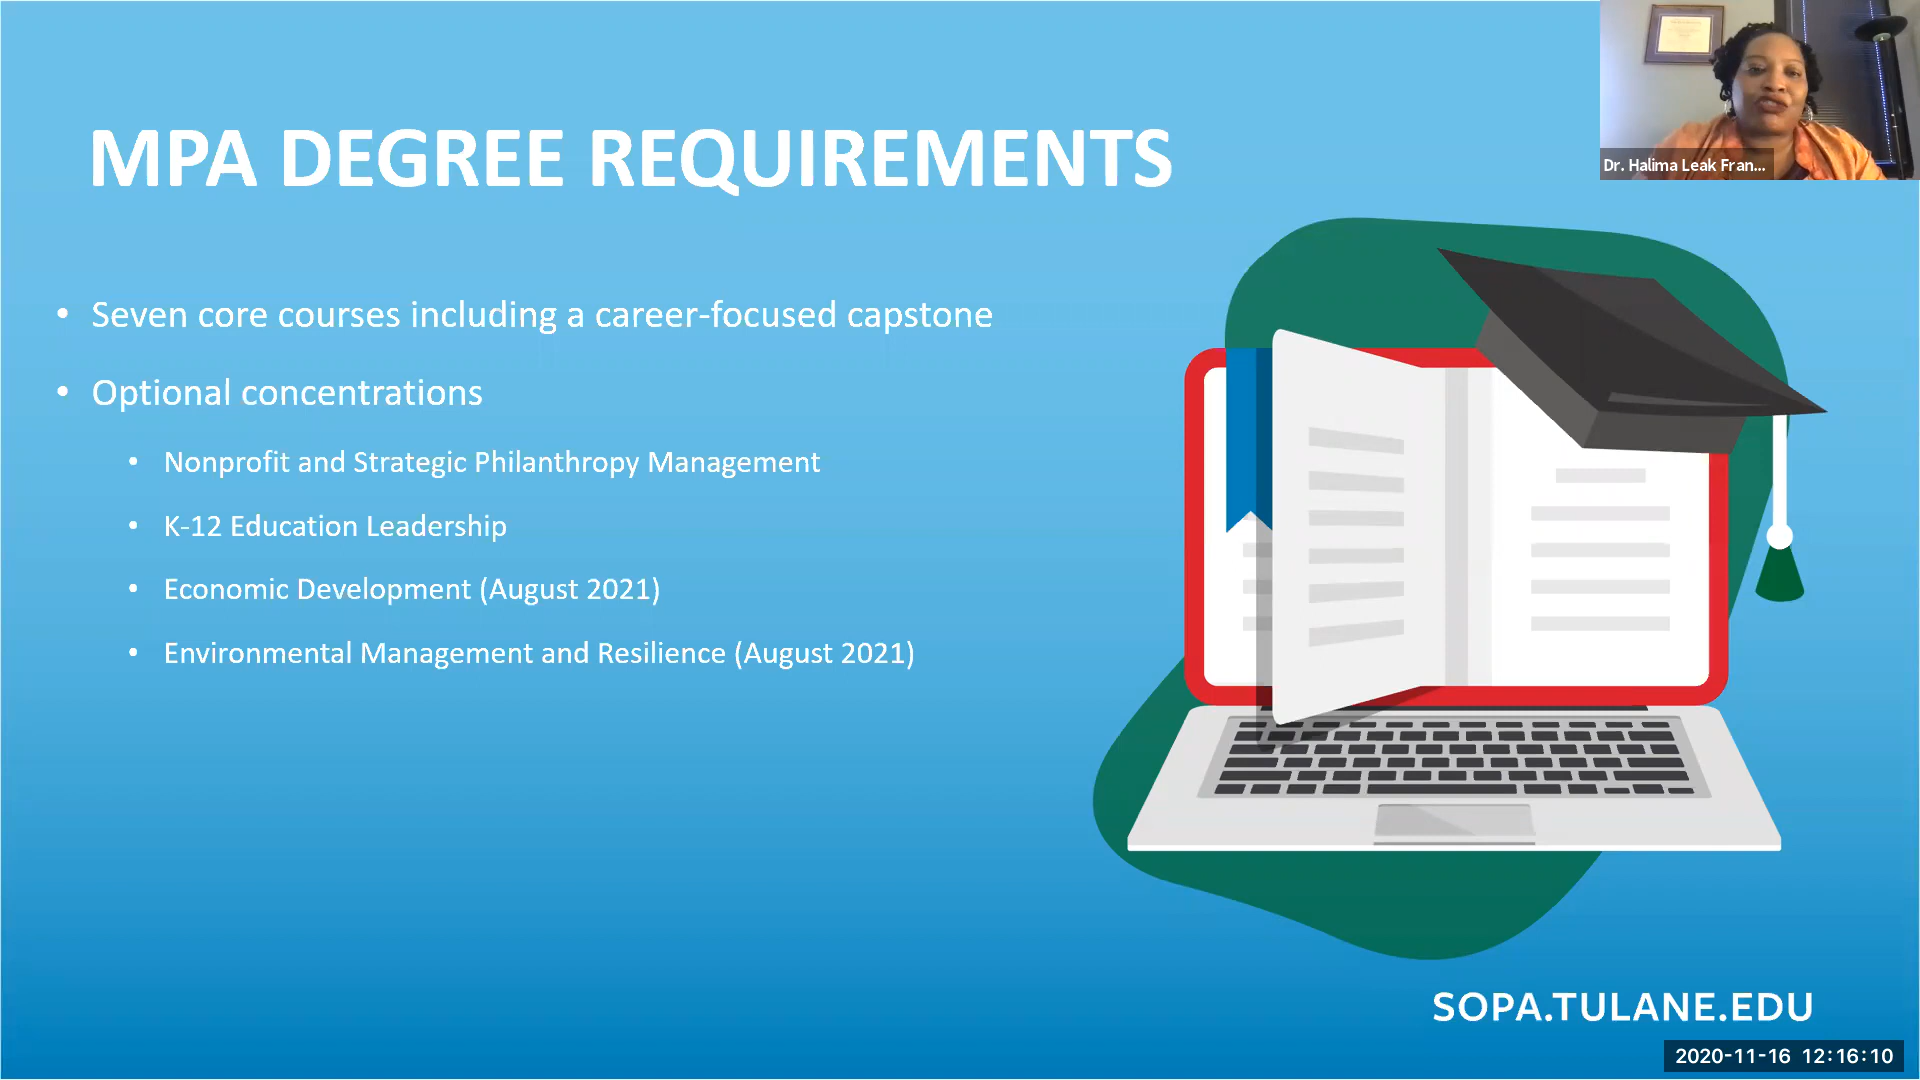 MPA DEGREE REQUIREMENTS
Dr. Halima Leak Fran...
• Seven core courses including a career-focused capstone
• Optional concentrations
• Nonprofit and Strategic Philanthropy Management
• K-12 Education Leadership
• Economic Development (August 2021)
• Environmental Management and Resilience (August 2021)
SOPA.TULANE.EDU
2020-11-16 12:16:10